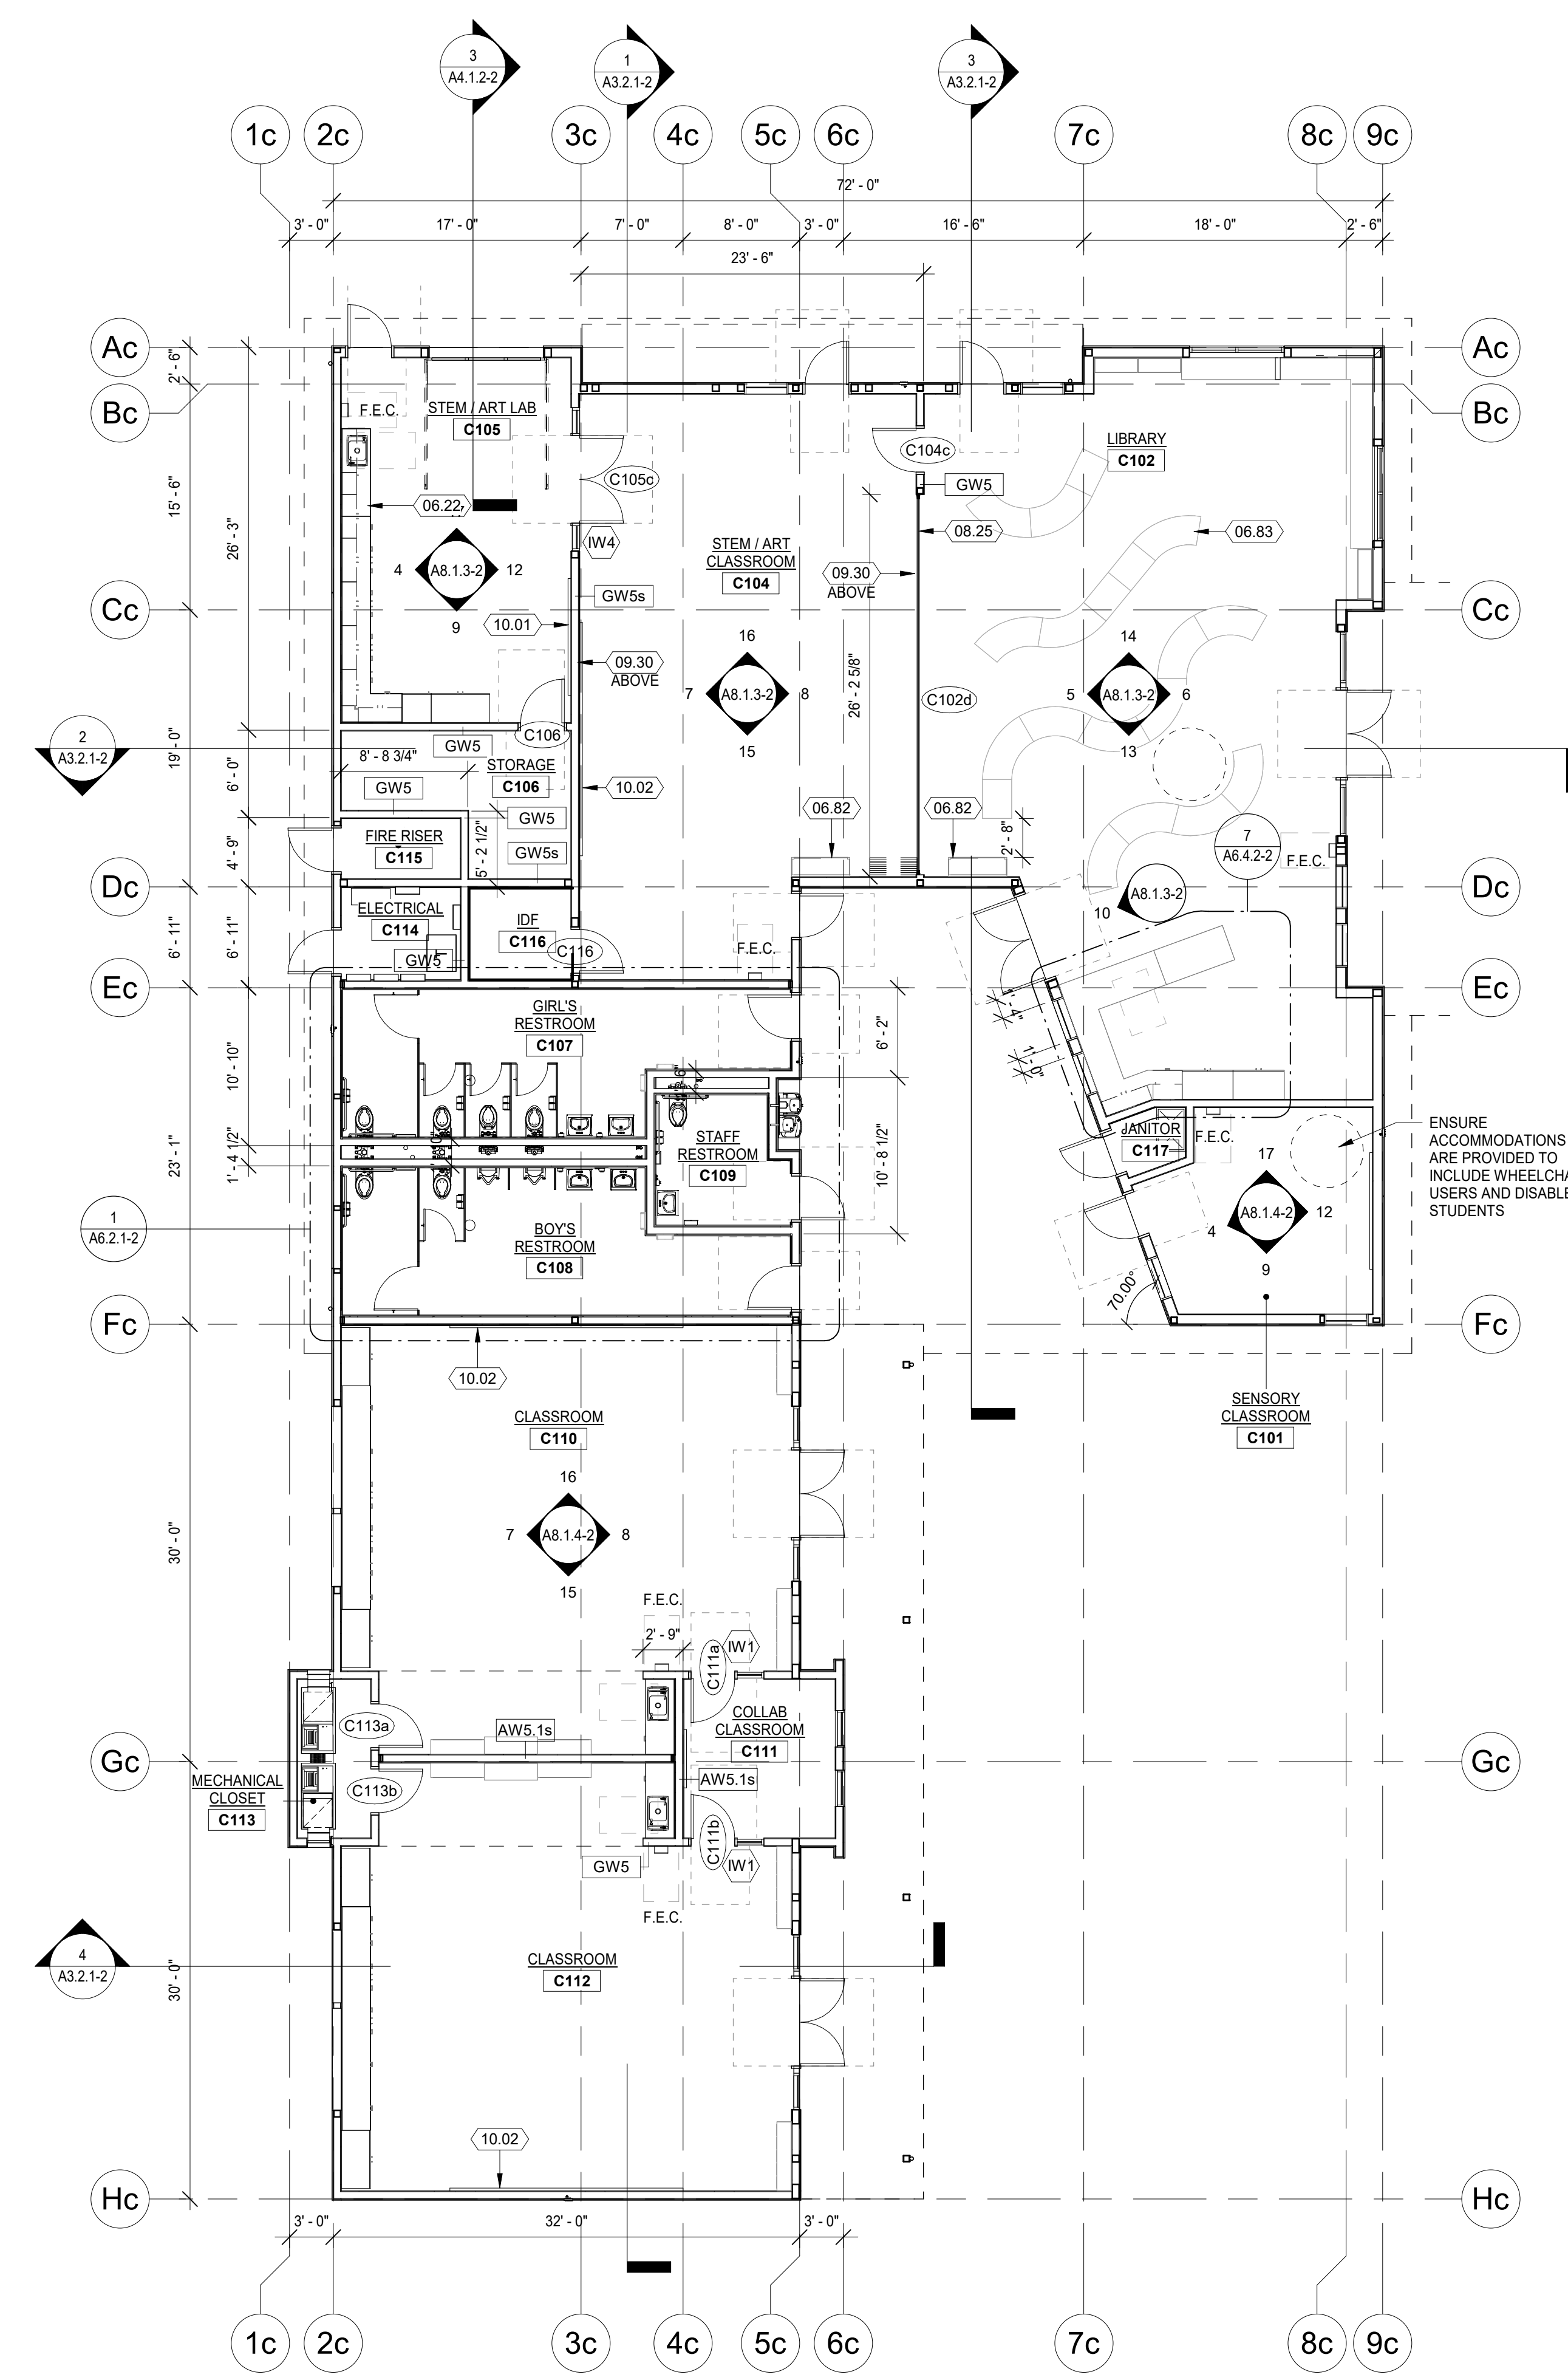 3
A4.1.2-2
1
A3.2.1-2
3
A3.2.1-2
1c
2c
3c
4c
5c
6c
7c
8c
9c
72' - 0"
3' - 0"
17' - 0"
7' - 0"
8' - 0"
3' - 0"
16' - 6"
18' - 0"
2' - 6"
23' - 6"
Ac
Ac
2' - 6"
Bc
Bc
F.E.C.
STEM / ART LAB
C105
LIBRARY
C102
C104c
C105c
GW5
15' - 6"
26' - 3"
06.22
IW4
08.25
06.83
STEM / ART
CLASSROOM
C104
4
A8.1.3-2
12
9
09.30
ABOVE
GW5s
10.01
Cc
Cc
16
14
09.30
ABOVE
7
A8.1.3-2
8
26' - 2 5/8"
C102d
5
A8.1.3-2
6
15
13
2
A3.2.1-2
C106
GW5
8' - 8 3/4"
STORAGE
C106
19' - 0"
6' - 0"
GW5
10.02
06.82
06.82
GW5
2' - 8"
7
A6.4.2-2
FIRE RISER
C115
4' - 9"
5' - 2 1/2"
GW5s
F.E.C.
Dc
Dc
ELECTRICAL
C114
IDF
C116
C116
GW5
A8.1.3-2
10
F.E.C.
6' - 11"
6' - 11"
Ec
Ec
GIRL'S
RESTROOM
C107
1' - 4"
6' - 2"
1' - 0"
10' - 10"
STAFF
RESTROOM
C109
JANITOR
C117
F.E.C.
ENSURE
ACCOMMODATIONS
ARE PROVIDED TO
INCLUDE WHEELCHA
USERS AND DISABLE
STUDENTS
23' - 1"
1' - 4 1/2"
10' - 8 1/2"
17
4
A8.1.4-2
12
9
1
A6.2.1-2
BOY'S
RESTROOM
C108
70.00°
Fc
Fc
10.02
CLASSROOM
C110
SENSORY
CLASSROOM
C101
16
7
A8.1.4-2
8
15
30' - 0"
F.E.C.
2' - 9"
C111a
IW1
COLLAB
CLASSROOM
C111
C113a
AW5.1s
Gc
Gc
MECHANICAL
CLOSET
C113
C113b
AW5.1s
C111b
IW1
GW5
F.E.C.
4
A3.2.1-2
CLASSROOM
C112
30' - 0"
10.02
Hc
Hc
3' - 0"
32' - 0"
3' - 0"
1c
2c
3c
4c
5c
6c
7c
8c
9c